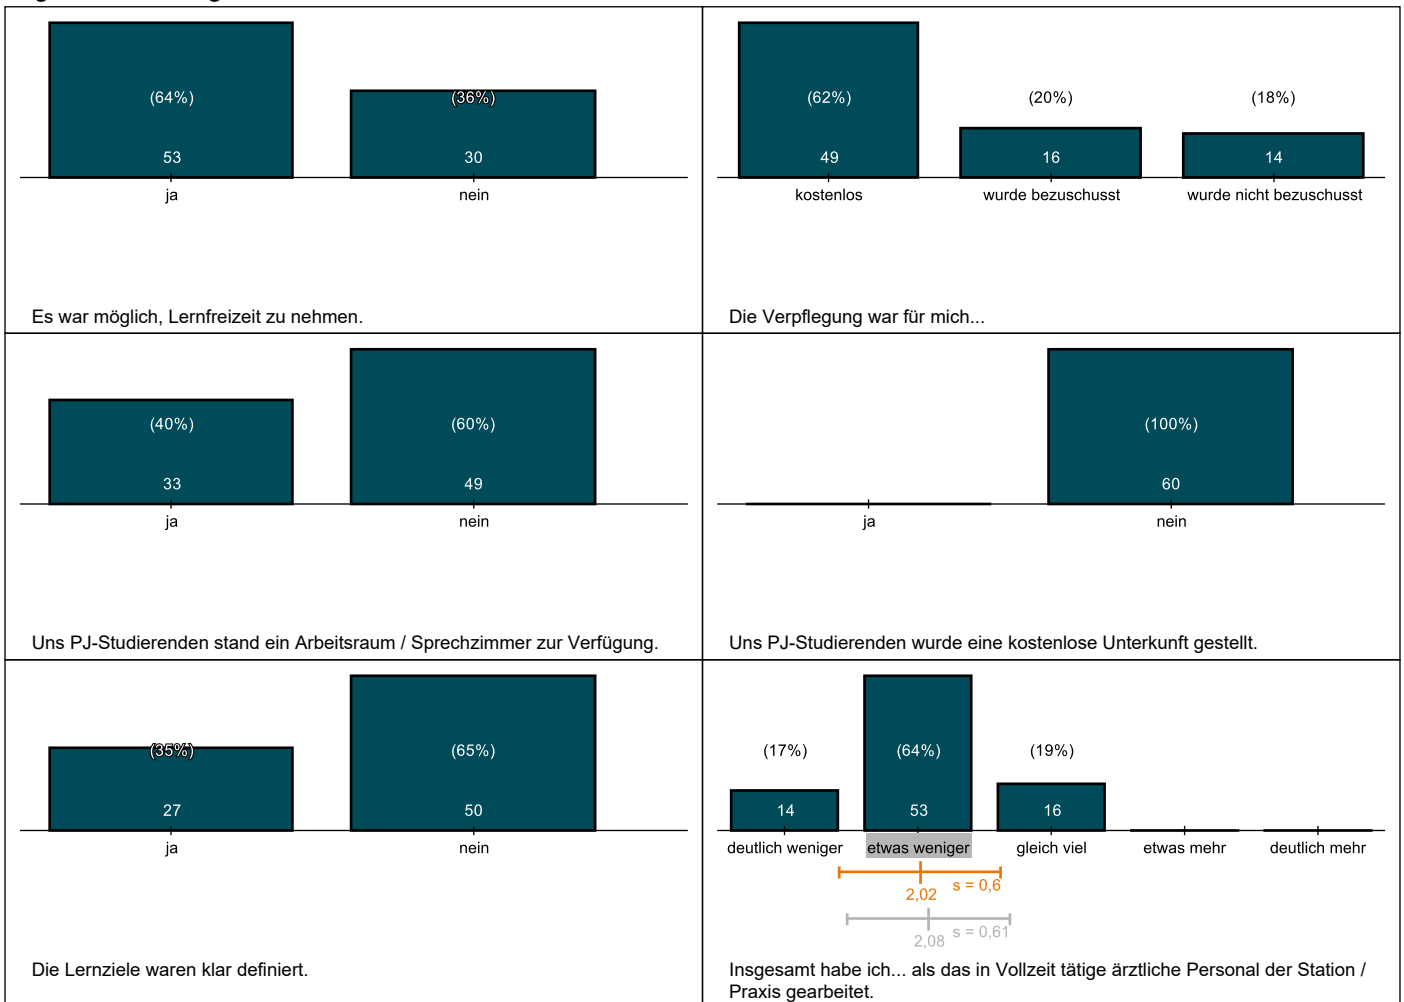 (64%)
(36%)
53
30
ja
nein
Es war möglich, Lernfreizeit zu nehmen.
(62%)
(20%)
(18%)
49
16
14
kostenlos
wurde bezuschusst
wurde nicht bezuschusst
Die Verpflegung war für mich...
(40%)
(60%)
33
49
ja
nein
Uns PJ-Studierenden stand ein Arbeitsraum / Sprechzimmer zur Verfügung.
(100%)
60
ja
nein
Uns PJ-Studierenden wurde eine kostenlose Unterkunft gestellt.
(35%)
(65%)
27
50
ja
nein
Die Lernziele waren klar definiert.
(17%)
(64%)
(19%)
14
53
16
deutlich weniger
etwas weniger
gleich viel
etwas mehr
deutlich mehr
s = 0,6
2,02
s = 0,61
2,08
Insgesamt habe ich... als das in Vollzeit tätige ärztliche Personal der Station /
Praxis gearbeitet.